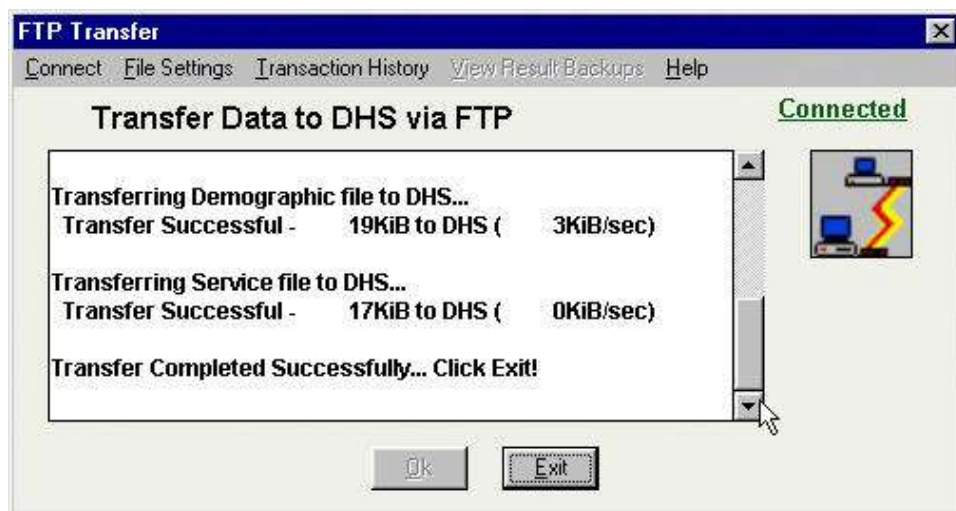 FTP Transfer
Connect File Settings Transaction History View Result Backups Help
Transfer Data to DHS via FTP
Connected
Transferring Demographic file to DHS...
Transfer Successful - 19KiB to DHS ( 3KiB/sec)
Transferring Service file to DHS...
Transfer Successful - 17KiB to DHS ( 0KiB/sec)
Transfer Completed Successfully... Click Exit!
Ok Exit